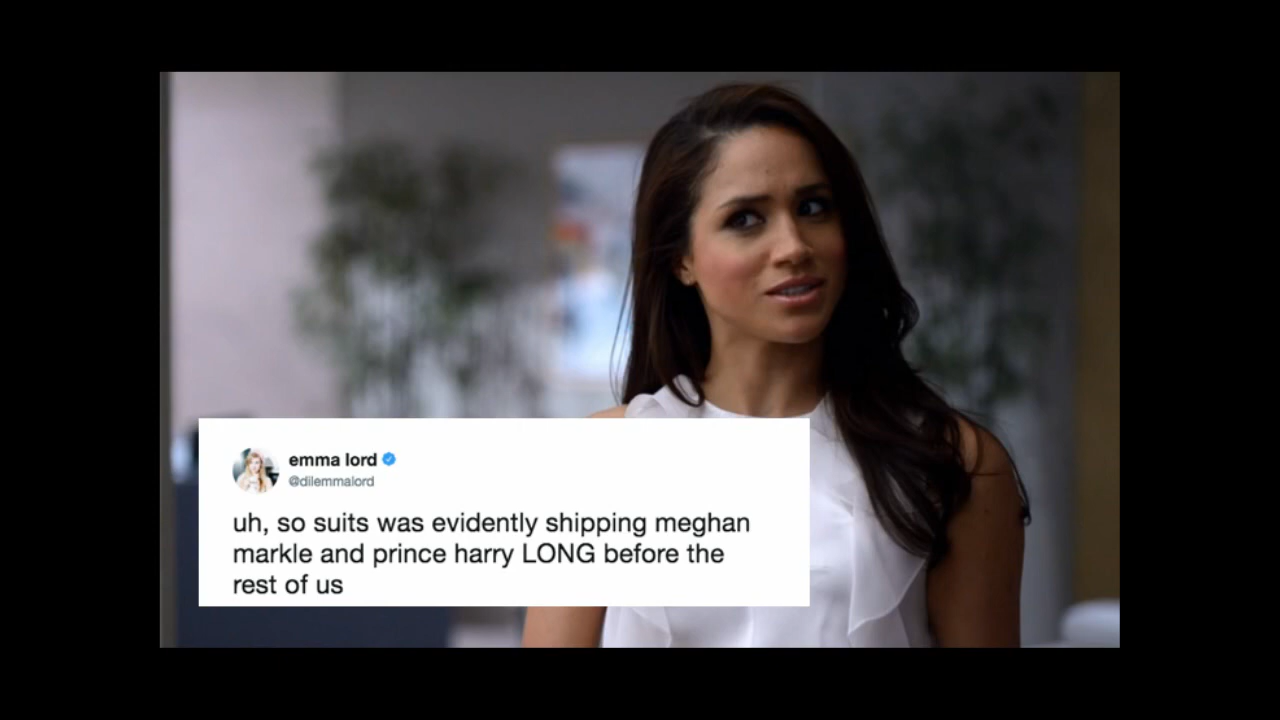 emma lord
@dilemmalord
uh, so suits was evidently shipping meghan
markle and prince harry LONG before the
rest of us